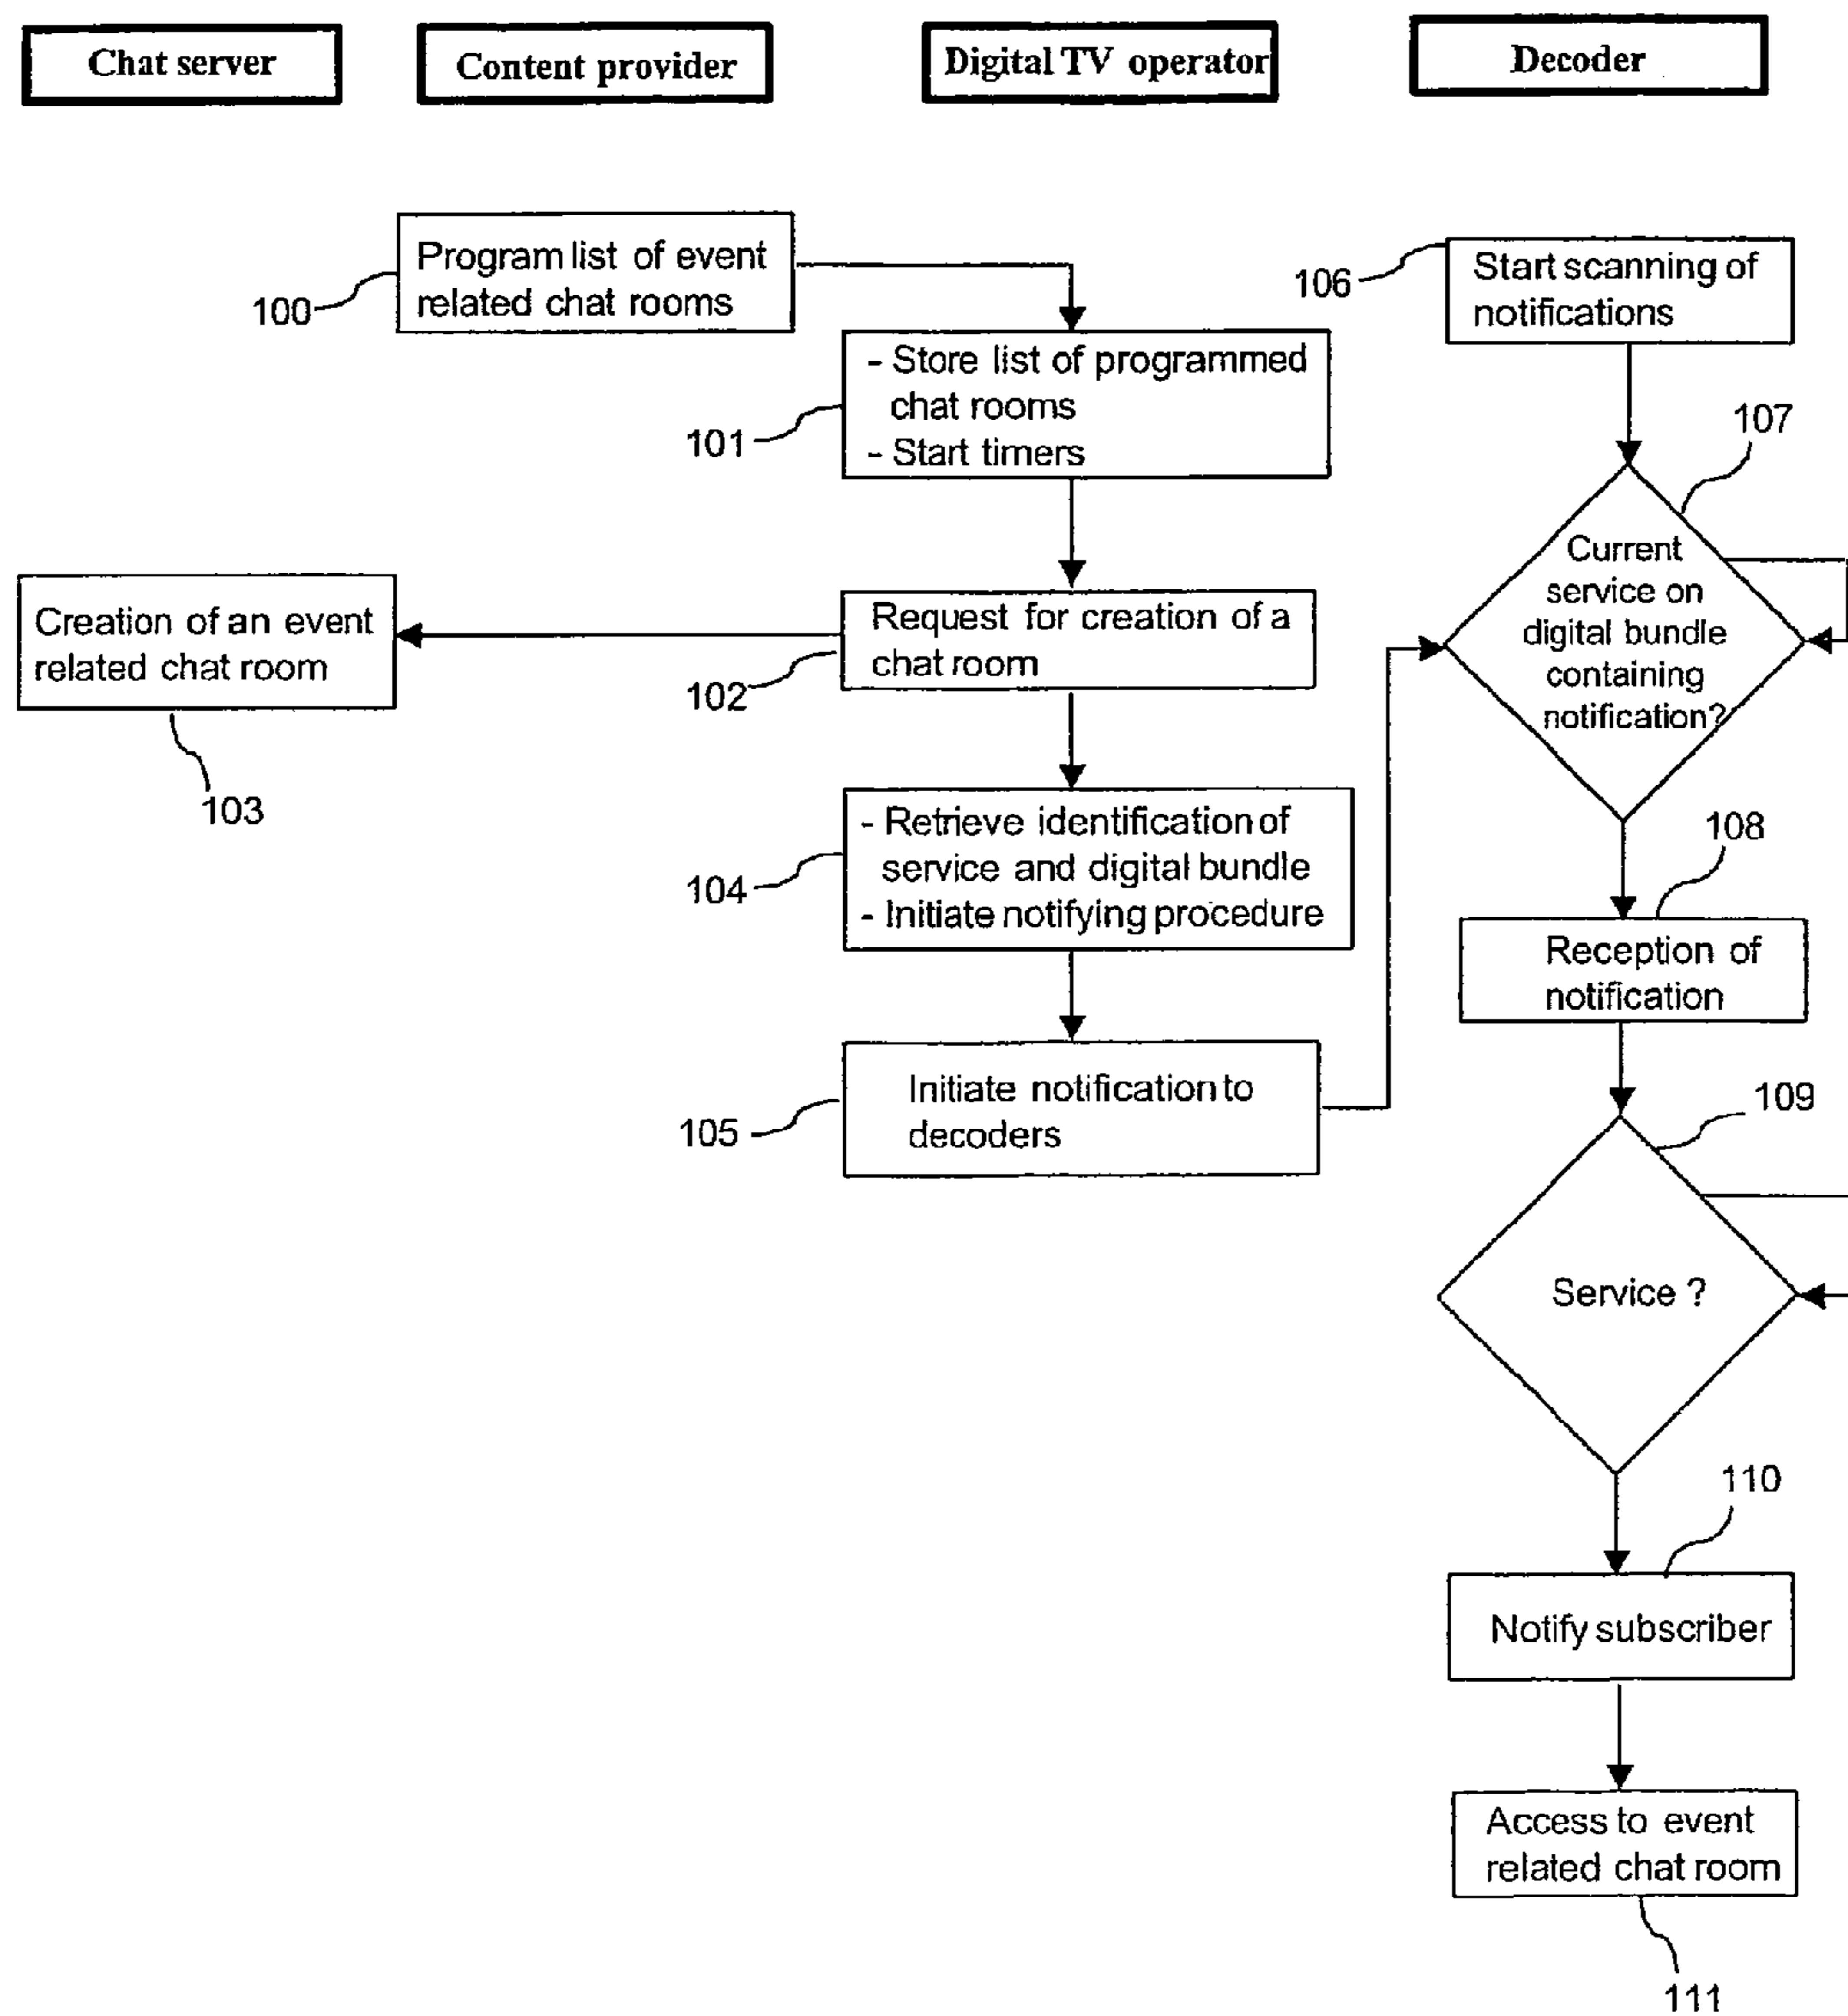 Chat server
Content provider
Digital TV operator
Decoder
Program list of event
related chat rooms
100
- Store list of programmed
chat rooms
- Start timers
101
Request for creation of a
chat room
102
Creation of an event
related chat room
103
- Retrieve identification of
service and digital bundle
- Initiate notifying procedure
104
Initiate notification to
decoders
105
Start scanning of
notifications
106
Current
service on
digital bundle
containing
notification?
107
Reception of
notification
108
Service ?
109
Notify subscriber
110
Access to event
related chat room
111